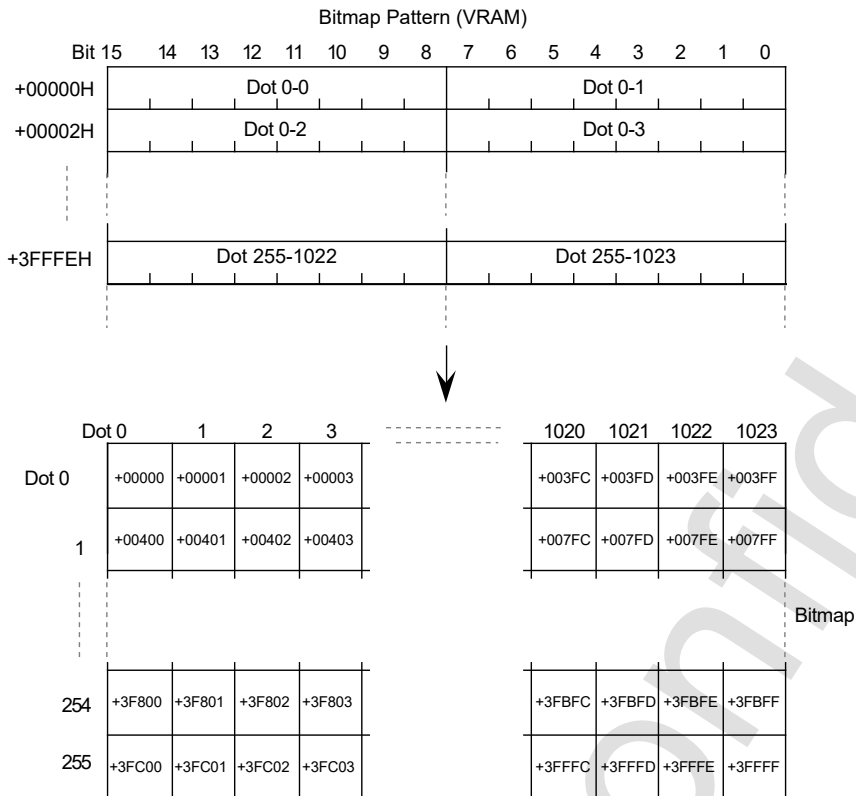 Bitmap Pattern (VRAM)
Bit 15 14 13 12 11 10 9 8 7 6 5 4 3 2 1 0
+00000H Dot 0-0 Dot 0-1
+00002H Dot 0-2 Dot 0-3
+3FFFEH Dot 255-1022 Dot 255-1023
Dot 0 1 2 3 1020 1021 1022 1023
Dot 0 +00000 +00001 +00002 +00003 +003FC +003FD +003FE +003FF
1 +00400 +00401 +00402 +00403 +007FC +007FD +007FE +007FF
Bitmap
254 +3F800 +3F801 +3F802 +3F803 +3FBFC +3FBFD +3FBFE +3FBFF
255 +3FC00 +3FC01 +3FC02 +3FC03 +3FFFC +3FFFD +3FFFE +3FFFF
onfid